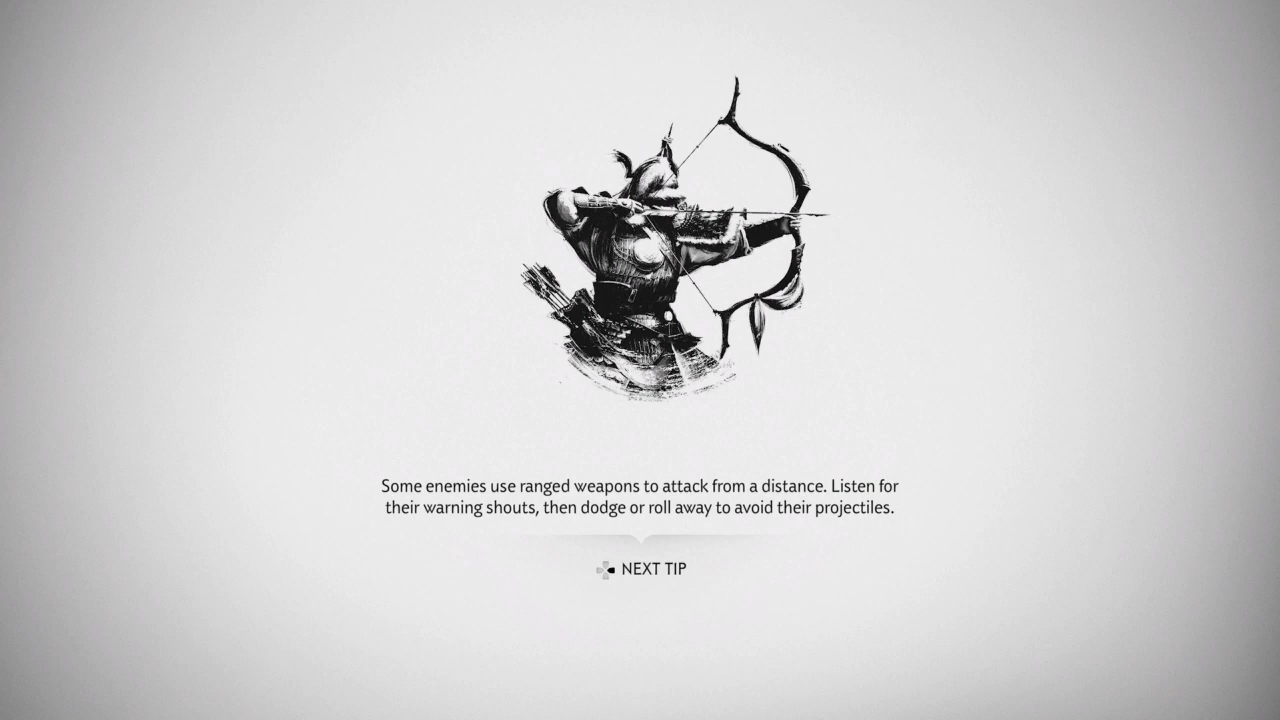 Some enemies use ranged weapons to attack from a distance. Listen for
their warning shouts, then dodge or roll away to avoid their projectiles.
NEXT TIP